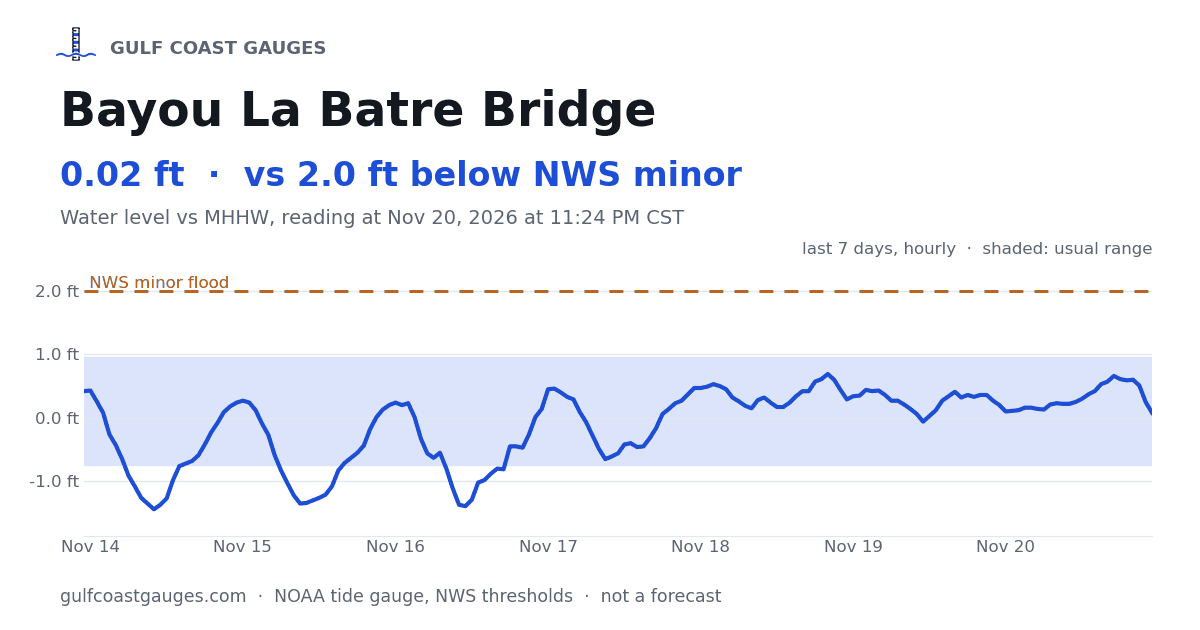 GULF COAST GAUGES
Bayou La Batre Bridge
0.02 ft · vs 2.0 ft below NWS minor
Water level vs MHHW, reading at Nov 20, 2026 at 11:24 PM CST
last 7 days, hourly · shaded: usual range
NWS minor flood
2.0 ft
1.0 ft
0.0 ft
-1.0 ft
Nov 14 Nov 15 Nov 16 Nov 17 Nov 18 Nov 19 Nov 20
gulfcoastgauges.com · NOAA tide gauge, NWS thresholds · not a forecast